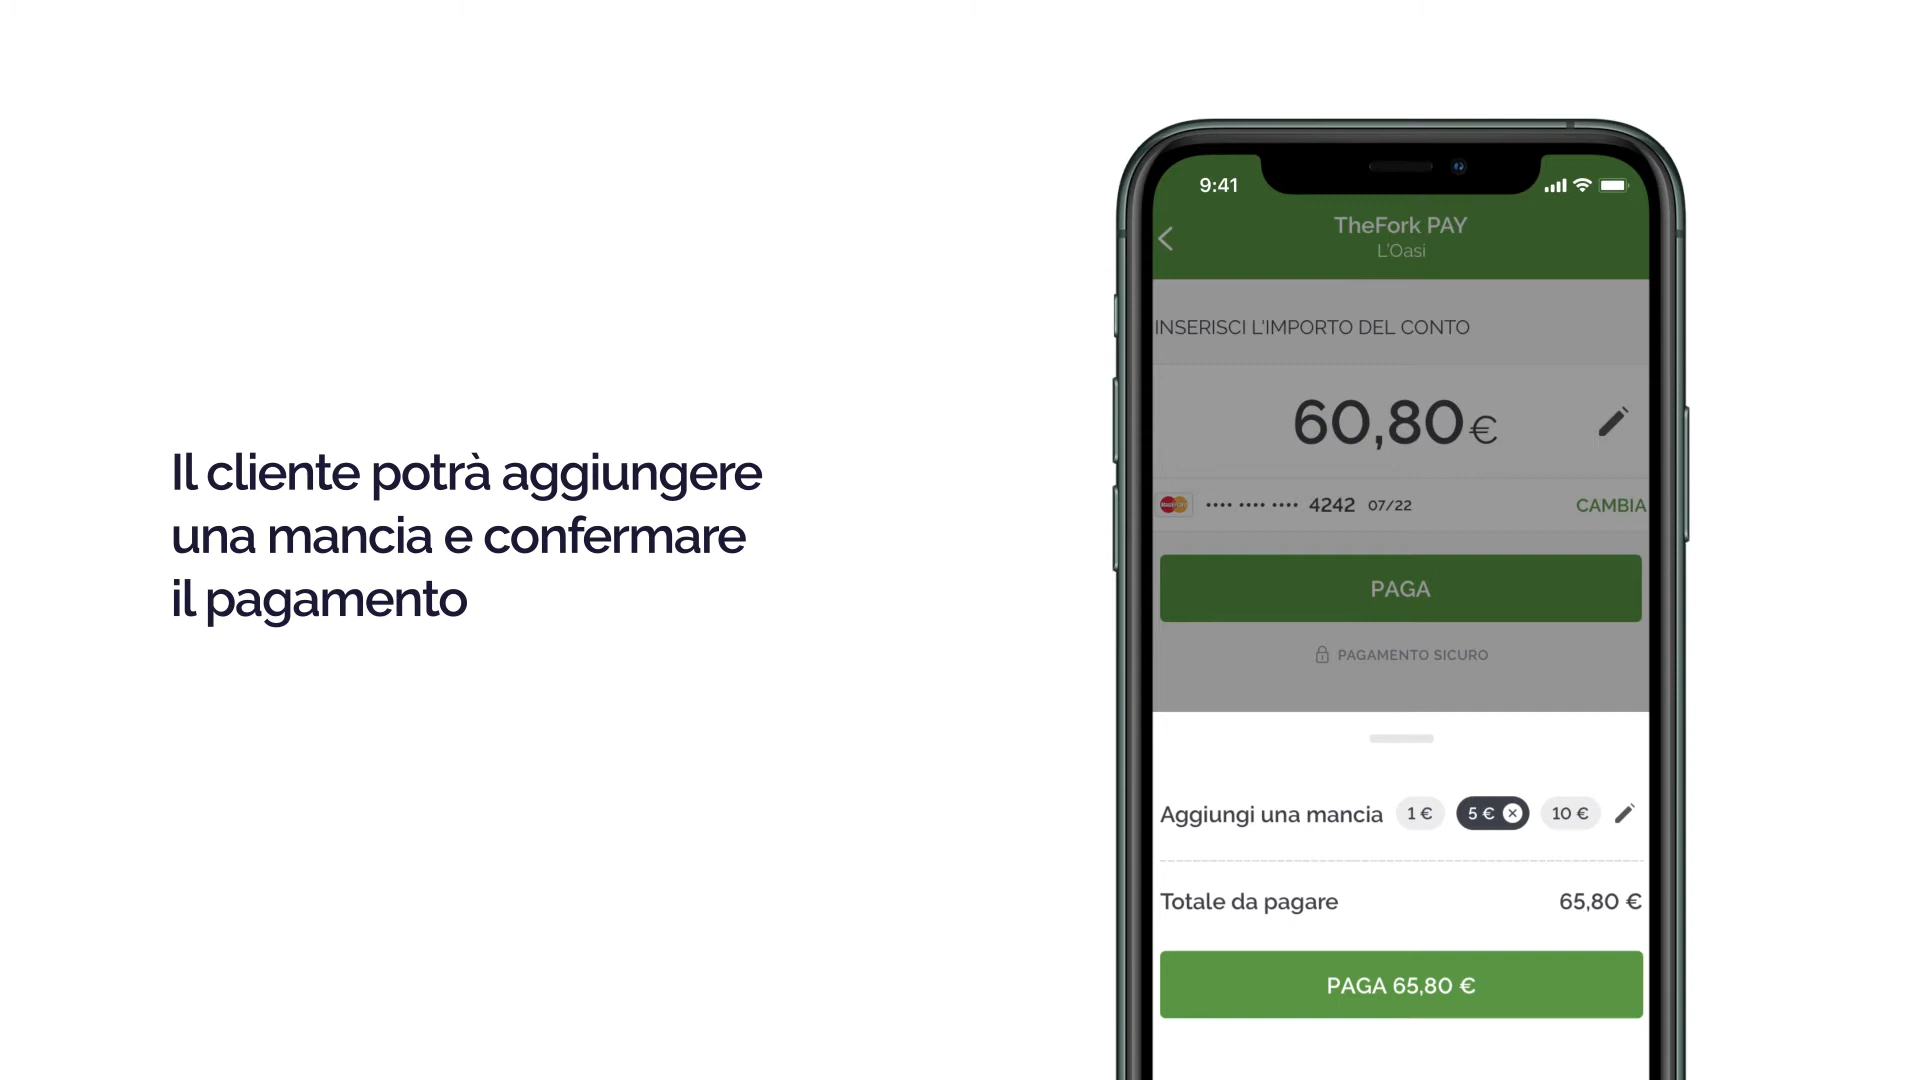 Il cliente potrà aggiungere
una mancia e confermare
il pagamento
9:41
TheFork PAY
L'Oasi
INSERISCI L'IMPORTO DEL CONTO
60,80 €
•••• •••• •••• 4242 07/22 CAMBIA
PAGA
PAGAMENTO SICURO
Aggiungi una mancia 1 € 5 € 10 €
Totale da pagare 65,80 €
PAGA 65,80 €